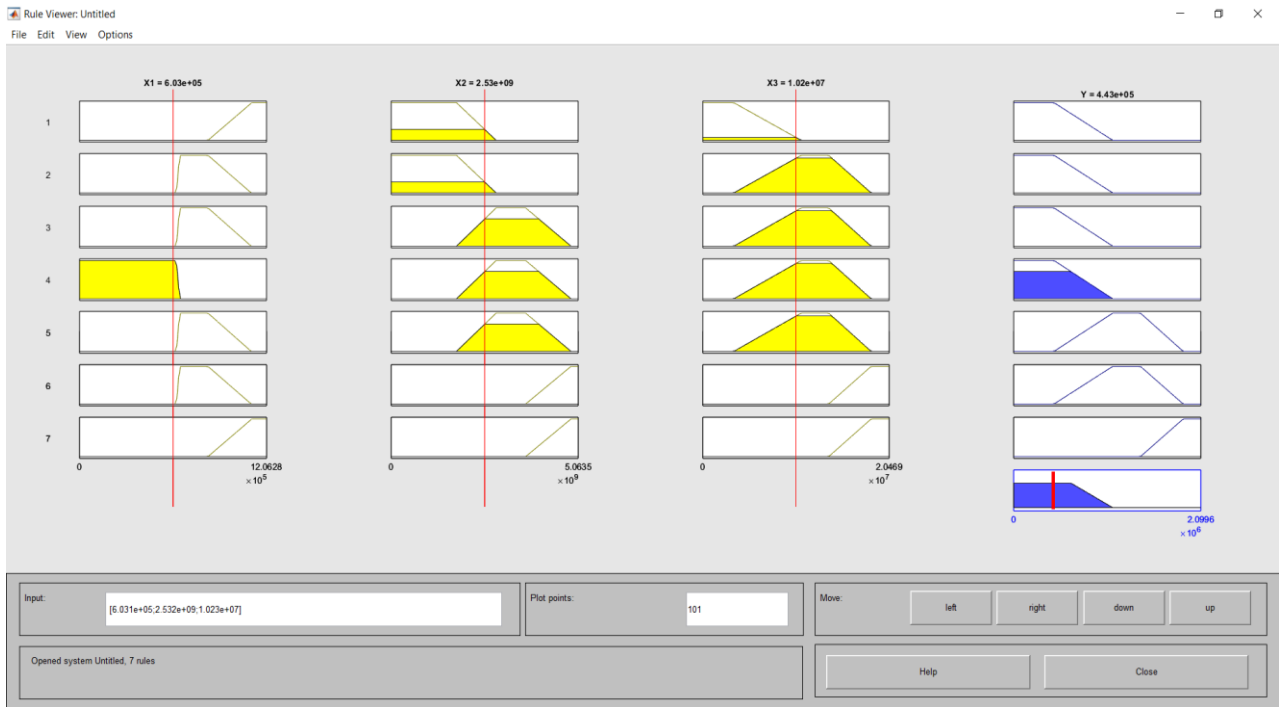 Rule Viewer: Untitled
File Edit View Options
X1 = 6.03e+05
X2 = 2.53e+09
X3 = 1.02e+07
Y = 4.43e+05
1
2
3
4
5
6
7
0 12.0628
×10⁵
0 5.0635
×10⁹
0 2.0469
×10⁷
0 2.0996
×10⁶
Input:
[6.031e+05;2.532e+09;1.023e+07]
Plot points:
101
Move:
left right down up
Opened system Untitled, 7 rules
Help Close